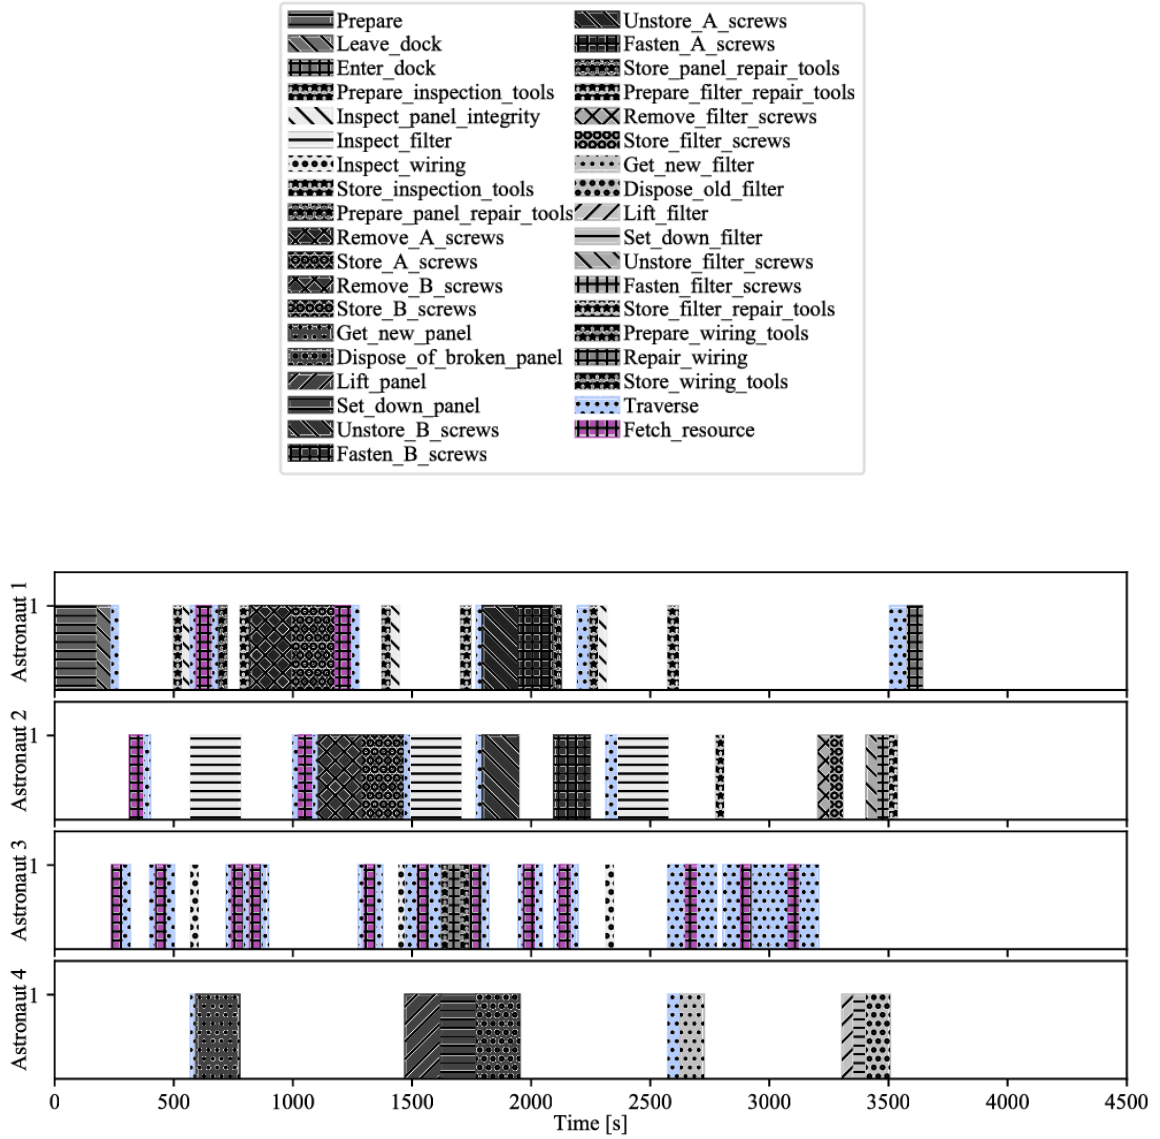 Prepare
Leave_dock
Enter_dock
Prepare_inspection_tools
Inspect_panel_integrity
Inspect_filter
Inspect_wiring
Store_inspection_tools
Prepare_panel_repair_tools
Remove_A_screws
Store_A_screws
Remove_B_screws
Store_B_screws
Get_new_panel
Dispose_of_broken_panel
Lift_panel
Set_down_panel
Unstore_B_screws
Fasten_B_screws
Unstore_A_screws
Fasten_A_screws
Store_panel_repair_tools
Prepare_filter_repair_tools
Remove_filter_screws
Store_filter_screws
Get_new_filter
Dispose_old_filter
Lift_filter
Set_down_filter
Unstore_filter_screws
Fasten_filter_screws
Store_filter_repair_tools
Prepare_wiring_tools
Repair_wiring
Store_wiring_tools
Traverse
Fetch_resource
Astronaut 1
1
Astronaut 2
1
Astronaut 3
1
Astronaut 4
1
0 500 1000 1500 2000 2500 3000 3500 4000 4500
Time [s]